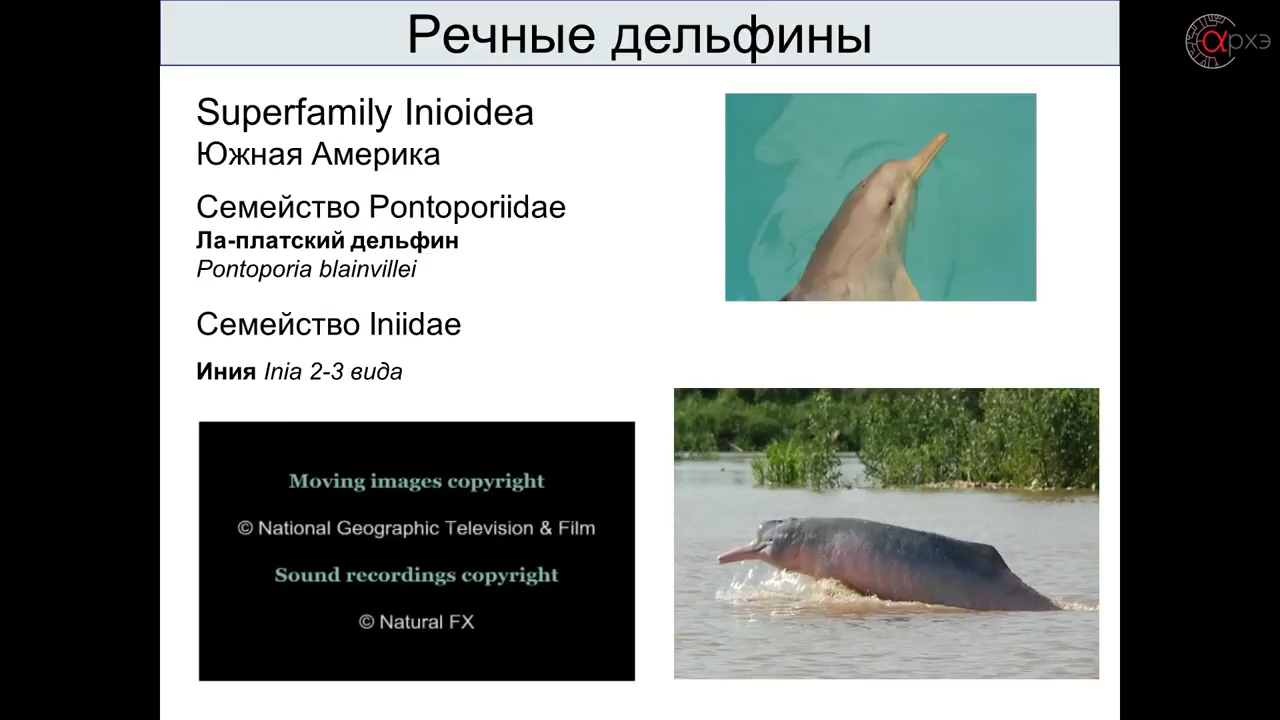 Речные дельфины
αрхэ
Superfamily Inioidea
Южная Америка
Семейство Pontoporiidae
Ла-платский дельфин
Pontoporia blainvillei
Семейство Iniidae
Иния Inia 2-3 вида
Moving images copyright
© National Geographic Television & Film
Sound recordings copyright
© Natural FX